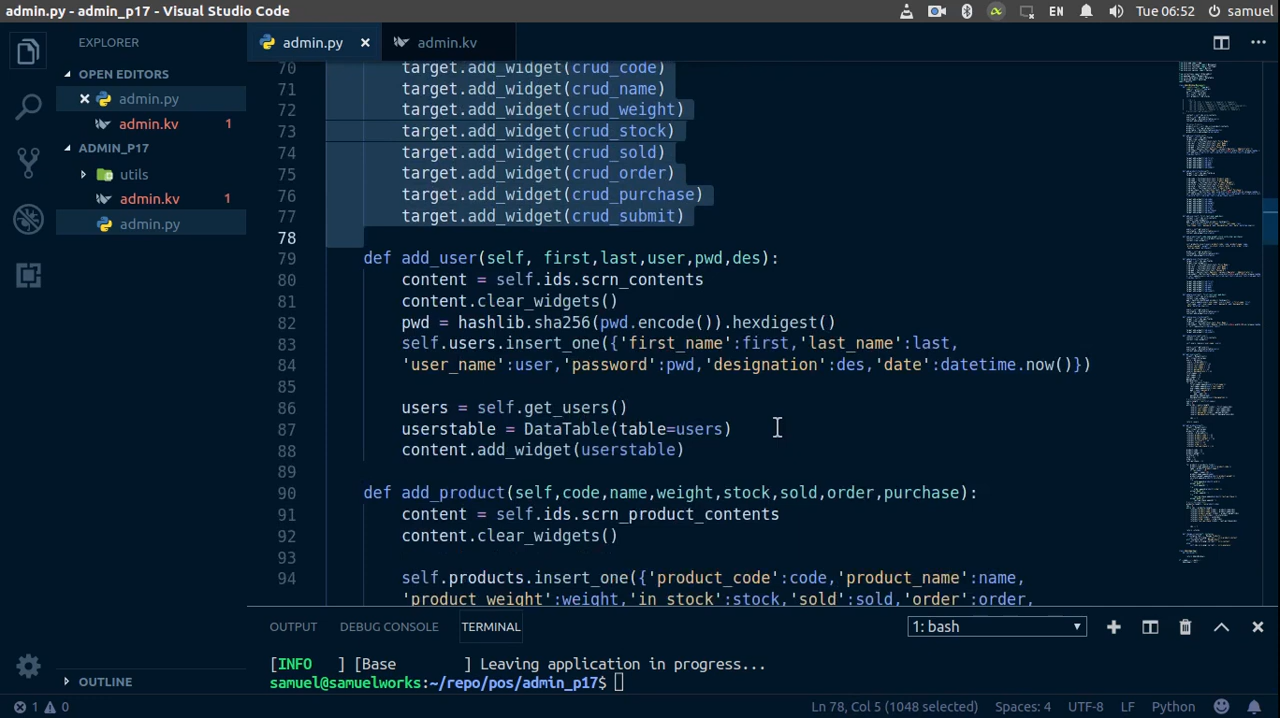 admin.py - admin_p17 - Visual Studio Code
EN
Tue 06:52
samuel
EXPLORER
OPEN EDITORS
admin.py
admin.kv 1
ADMIN_P17
utils
admin.kv 1
admin.py
OUTLINE
admin.py
admin.kv
70 target.add_widget(crud_code)
71 target.add_widget(crud_name)
72 target.add_widget(crud_weight)
73 target.add_widget(crud_stock)
74 target.add_widget(crud_sold)
75 target.add_widget(crud_order)
76 target.add_widget(crud_purchase)
77 target.add_widget(crud_submit)
78
79 def add_user(self, first,last,user,pwd,des):
80 content = self.ids.scrn_contents
81 content.clear_widgets()
82 pwd = hashlib.sha256(pwd.encode()).hexdigest()
83 self.users.insert_one({'first_name':first,'last_name':last,
84 'user_name':user,'password':pwd,'designation':des,'date':datetime.now()})
85
86 users = self.get_users()
87 userstable = DataTable(table=users)
88 content.add_widget(userstable)
89
90 def add_product(self,code,name,weight,stock,sold,order,purchase):
91 content = self.ids.scrn_product_contents
92 content.clear_widgets()
93
94 self.products.insert_one({'product_code':code,'product_name':name,
'product_weight':weight,'in_stock':stock,'sold':sold,'order':order,
OUTPUT
DEBUG CONSOLE
TERMINAL
1: bash
[INFO ] [Base ] Leaving application in progress...
samuel@samuelworks:~/repo/pos/admin_p17$
1 0
Ln 78, Col 5 (1048 selected)
Spaces: 4
UTF-8
LF
Python